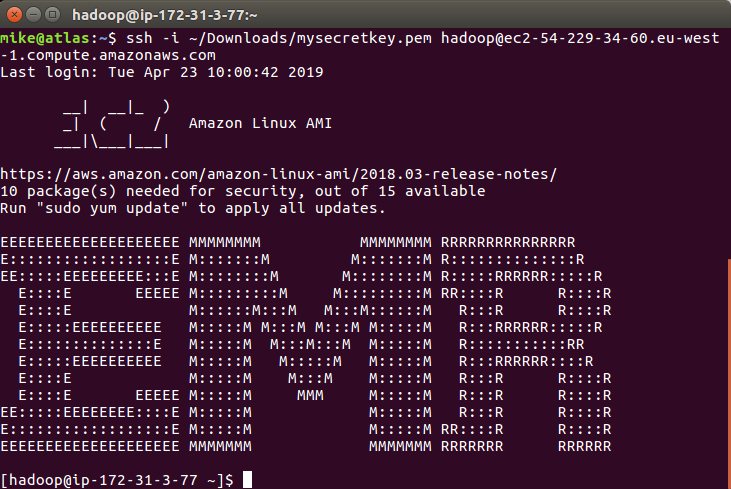 hadoop@ip-172-31-3-77:~
mike@atlas:~$ ssh -i ~/Downloads/mysecretkey.pem hadoop@ec2-54-229-34-60.eu-west
-1.compute.amazonaws.com
Last login: Tue Apr 23 10:00:42 2019

       __|  __|_  )
       _|  (     /   Amazon Linux AMI
      ___|\___|___|

https://aws.amazon.com/amazon-linux-ami/2018.03-release-notes/
10 package(s) needed for security, out of 15 available
Run "sudo yum update" to apply all updates.

EEEEEEEEEEEEEEEEEEEE MMMMMMMM           MMMMMMMM RRRRRRRRRRRRRRR
E::::::::::::::::::E M:::::::M         M:::::::M R::::::::::::::R
EE:::::EEEEEEEEE:::E M::::::::M       M::::::::M R:::::RRRRRR:::::R
  E::::E       EEEEE M:::::::::M     M:::::::::M RR::::R      R::::R
  E::::E             M::::::M:::M   M:::M::::::M   R:::R      R::::R
  E:::::EEEEEEEEEE   M:::::M M:::M M:::M M:::::M   R:::RRRRRR:::::R
  E::::::::::::::E   M:::::M  M:::M:::M  M:::::M   R:::::::::::RR
  E:::::EEEEEEEEEE   M:::::M   M:::::M   M:::::M   R:::RRRRRR::::R
  E::::E             M:::::M    M:::M    M:::::M   R:::R      R::::R
  E::::E       EEEEE M:::::M     MMM     M:::::M   R:::R      R::::R
EE:::::EEEEEEEE::::E M:::::M             M:::::M   R:::R      R::::R
E::::::::::::::::::E M:::::M             M:::::M RR::::R      R::::R
EEEEEEEEEEEEEEEEEEEE MMMMMMM             MMMMMMM RRRRRRR      RRRRRR

[hadoop@ip-172-31-3-77 ~]$